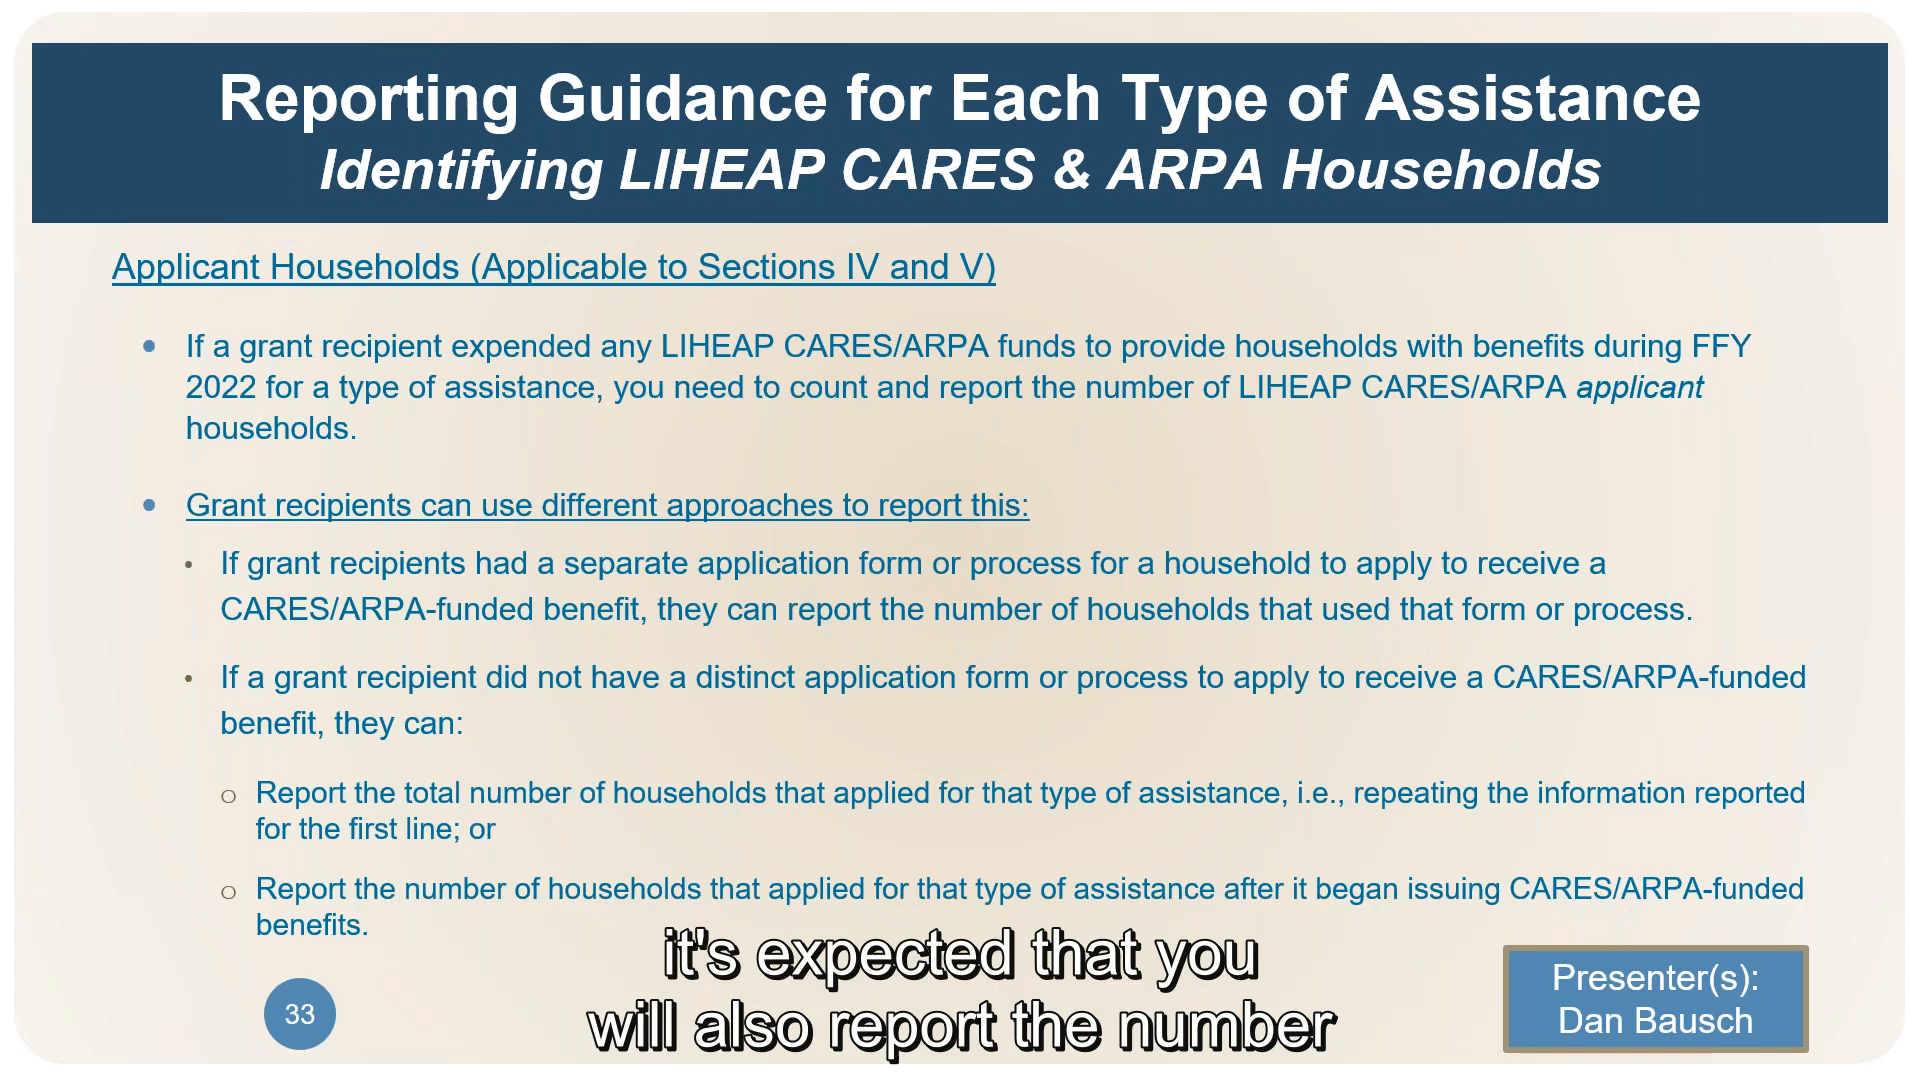 Reporting Guidance for Each Type of Assistance
Identifying LIHEAP CARES & ARPA Households
Applicant Households (Applicable to Sections IV and V)
• If a grant recipient expended any LIHEAP CARES/ARPA funds to provide households with benefits during FFY
2022 for a type of assistance, you need to count and report the number of LIHEAP CARES/ARPA applicant
households.
• Grant recipients can use different approaches to report this:
• If grant recipients had a separate application form or process for a household to apply to receive a
CARES/ARPA-funded benefit, they can report the number of households that used that form or process.
• If a grant recipient did not have a distinct application form or process to apply to receive a CARES/ARPA-funded
benefit, they can:
o Report the total number of households that applied for that type of assistance, i.e., repeating the information reported
for the first line; or
o Report the number of households that applied for that type of assistance after it began issuing CARES/ARPA-funded
benefits.
it's expected that you
will also report the number
33
Presenter(s):
Dan Bausch